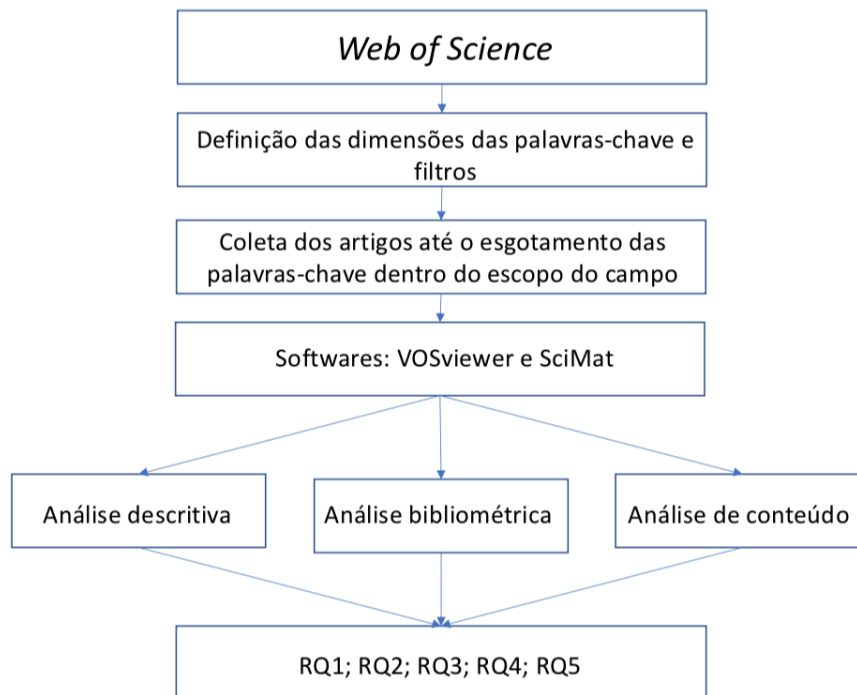 Web of Science
Definição das dimensões das palavras-chave e
filtros
Coleta dos artigos até o esgotamento das
palavras-chave dentro do escopo do campo
Softwares: VOSviewer e SciMat
Análise descritiva
Análise bibliométrica
Análise de conteúdo
RQ1; RQ2; RQ3; RQ4; RQ5